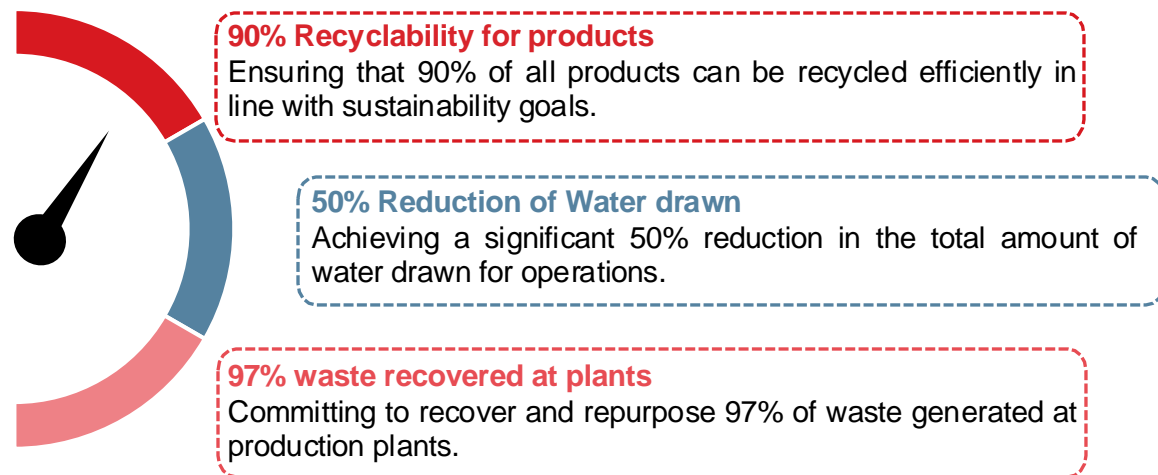 90% Recyclability for products
Ensuring that 90% of all products can be recycled efficiently in
line with sustainability goals.
50% Reduction of Water drawn
Achieving a significant 50% reduction in the total amount of
water drawn for operations.
97% waste recovered at plants
Committing to recover and repurpose 97% of waste generated at
production plants.